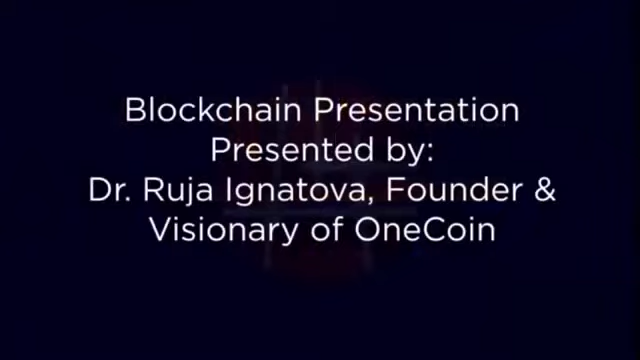 Blockchain Presentation
Presented by:
Dr. Ruja Ignatova, Founder &
Visionary of OneCoin